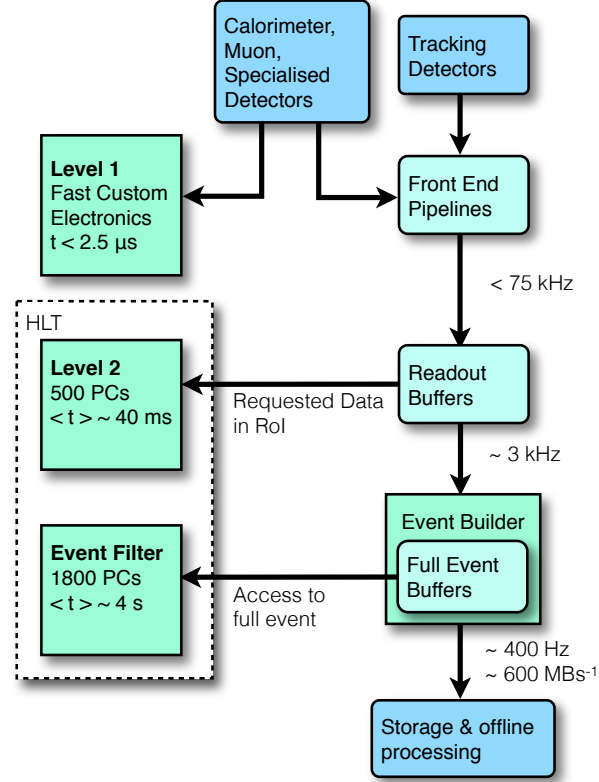 Calorimeter,
Muon,
Specialised
Detectors
Tracking
Detectors
Level 1
Fast Custom
Electronics
t < 2.5 µs
Front End
Pipelines
< 75 kHz
HLT
Level 2
500 PCs
< t > ~ 40 ms
Requested Data
in RoI
Readout
Buffers
~ 3 kHz
Event Builder
Full Event
Buffers
Event Filter
1800 PCs
< t > ~ 4 s
Access to
full event
~ 400 Hz
~ 600 MBs⁻¹
Storage & offline
processing